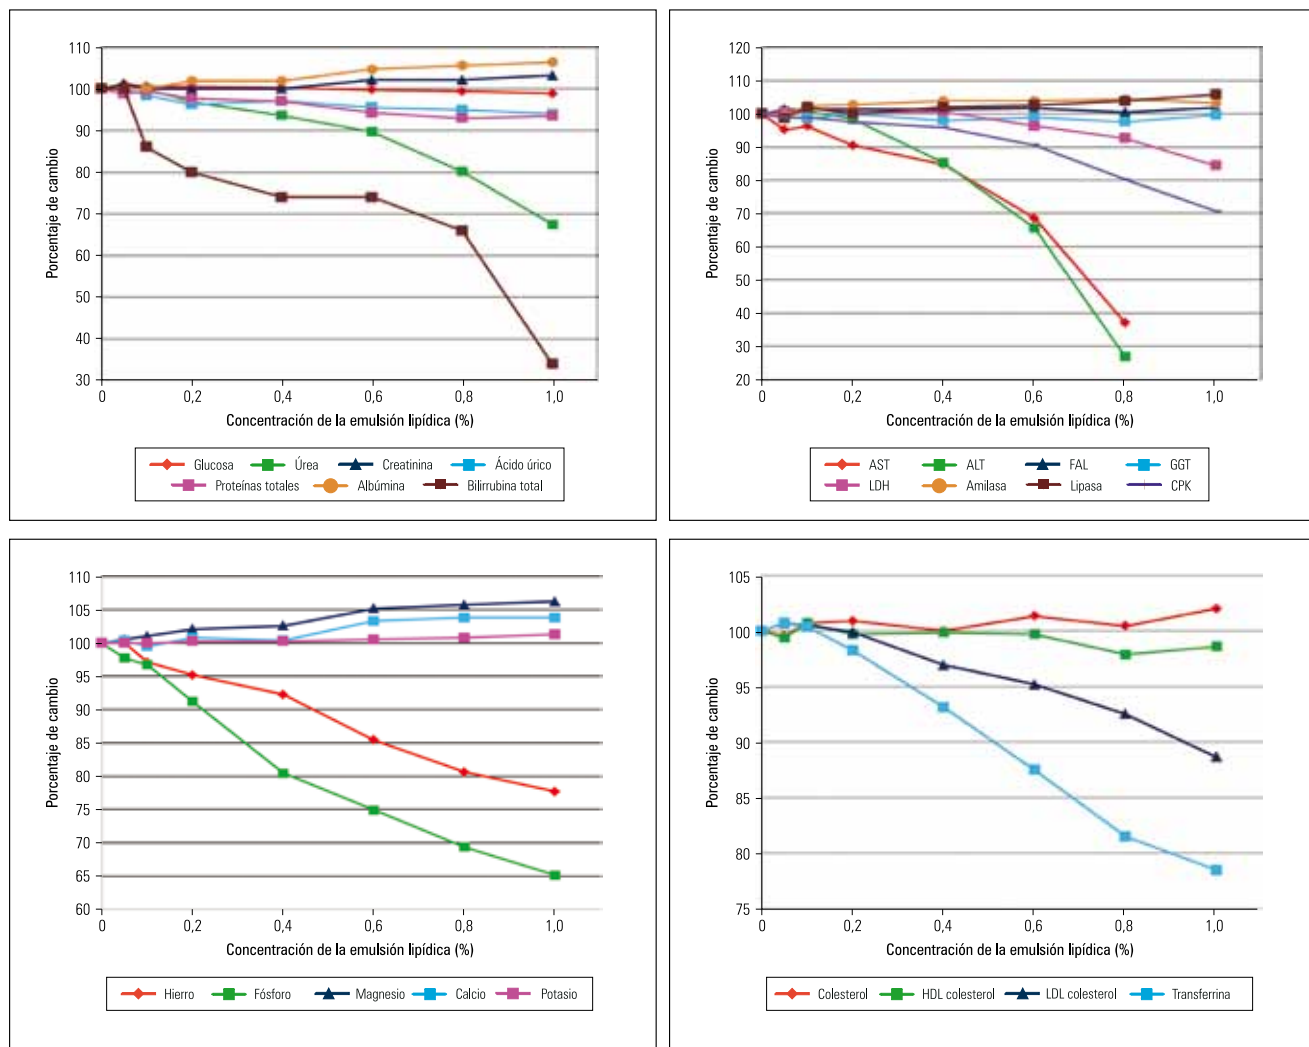 110
100
90
80
70
60
50
40
30
Porcentaje de cambio
0 0,2 0,4 0,6 0,8 1,0
Concentración de la emulsión lipídica (%)
Glucosa Úrea Creatinina Ácido úrico
Proteínas totales Albúmina Bilirrubina total
120
110
100
90
80
70
60
50
40
30
20
Porcentaje de cambio
0 0,2 0,4 0,6 0,8 1,0
Concentración de la emulsión lipídica (%)
AST ALT FAL GGT
LDH Amilasa Lipasa CPK
110
105
100
95
90
85
80
75
70
65
60
Porcentaje de cambio
0 0,2 0,4 0,6 0,8 1,0
Concentración de la emulsión lipídica (%)
Hierro Fósforo Magnesio Calcio Potasio
105
100
95
90
85
80
75
Porcentaje de cambio
0 0,2 0,4 0,6 0,8 1,0
Concentración de la emulsión lipídica (%)
Colesterol HDL colesterol LDL colesterol Transferrina